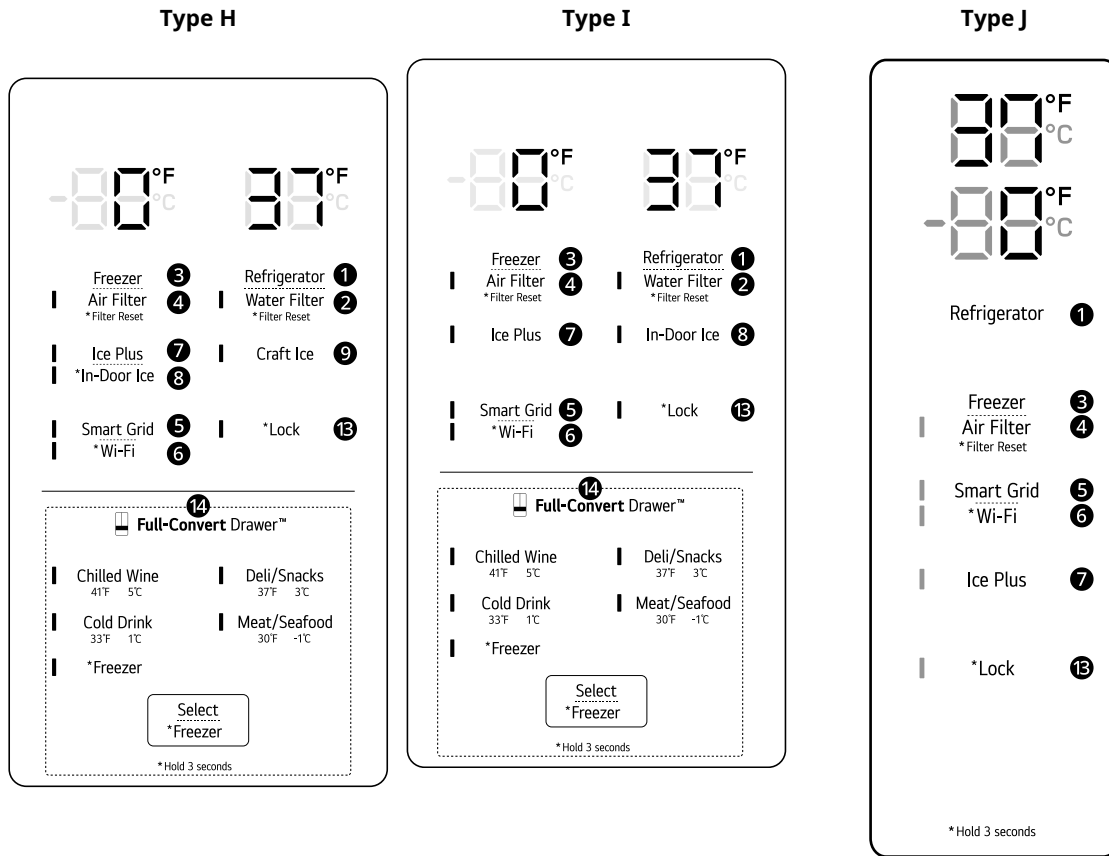 Type H
0 °F °C 37 °F °C
Freezer 3 Refrigerator 1
Air Filter 4 Water Filter 2
*Filter Reset *Filter Reset
Ice Plus 7 Craft Ice 9
*In-Door Ice 8
Smart Grid 5 *Lock 13
*Wi-Fi 6
14
Full-Convert Drawer™
Chilled Wine Deli/Snacks
41°F 5°C 37°F 3°C
Cold Drink Meat/Seafood
33°F 1°C 30°F -1°C
*Freezer
Select
*Freezer
*Hold 3 seconds
Type I
0 °F °C 37 °F °C
Freezer 3 Refrigerator 1
Air Filter 4 Water Filter 2
*Filter Reset *Filter Reset
Ice Plus 7 In-Door Ice 8
Smart Grid 5 *Lock 13
*Wi-Fi 6
14
Full-Convert Drawer™
Chilled Wine Deli/Snacks
41°F 5°C 37°F 3°C
Cold Drink Meat/Seafood
33°F 1°C 30°F -1°C
*Freezer
Select
*Freezer
*Hold 3 seconds
Type J
37 °F °C
0 °F °C
Refrigerator 1
Freezer 3
Air Filter 4
*Filter Reset
Smart Grid 5
*Wi-Fi 6
Ice Plus 7
*Lock 13
*Hold 3 seconds